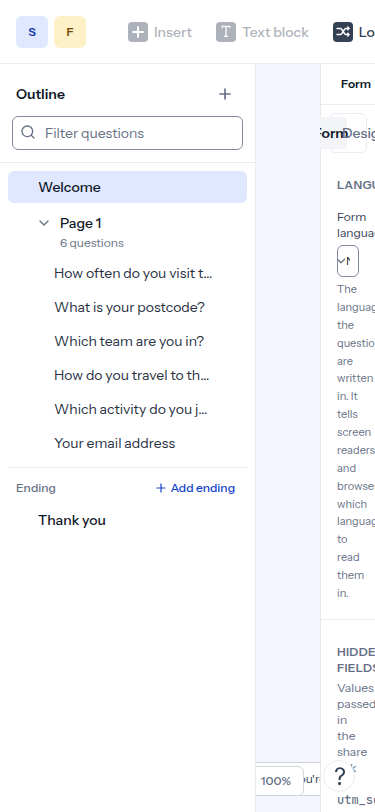 S F Insert Text block Lo
Outline
Filter questions
Welcome
Page 1
6 questions
How often do you visit t...
What is your postcode?
Which team are you in?
How do you travel to th...
Which activity do you j...
Your email address
Ending + Add ending
Thank you
100%
Form
Form Desig
LANGU
Form
langua
The
languag
the
questio
are
written
in. It
tells
screen
readers
and
browse
which
languag
to
read
them
in.
HIDDE
FIELDS
Values
passed
in
the
share
?
utm_so